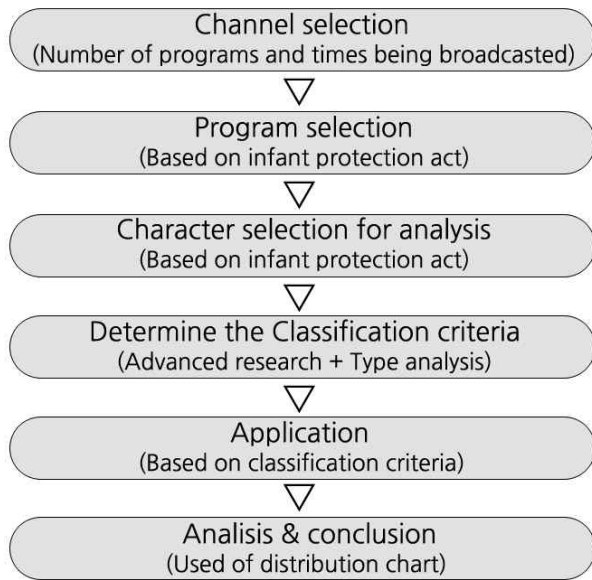 Channel selection
(Number of programs and times being broadcasted)
Program selection
(Based on infant protection act)
Character selection for analysis
(Based on infant protection act)
Determine the Classification criteria
(Advanced research + Type analysis)
Application
(Based on classification criteria)
Analisis & conclusion
(Used of distribution chart)